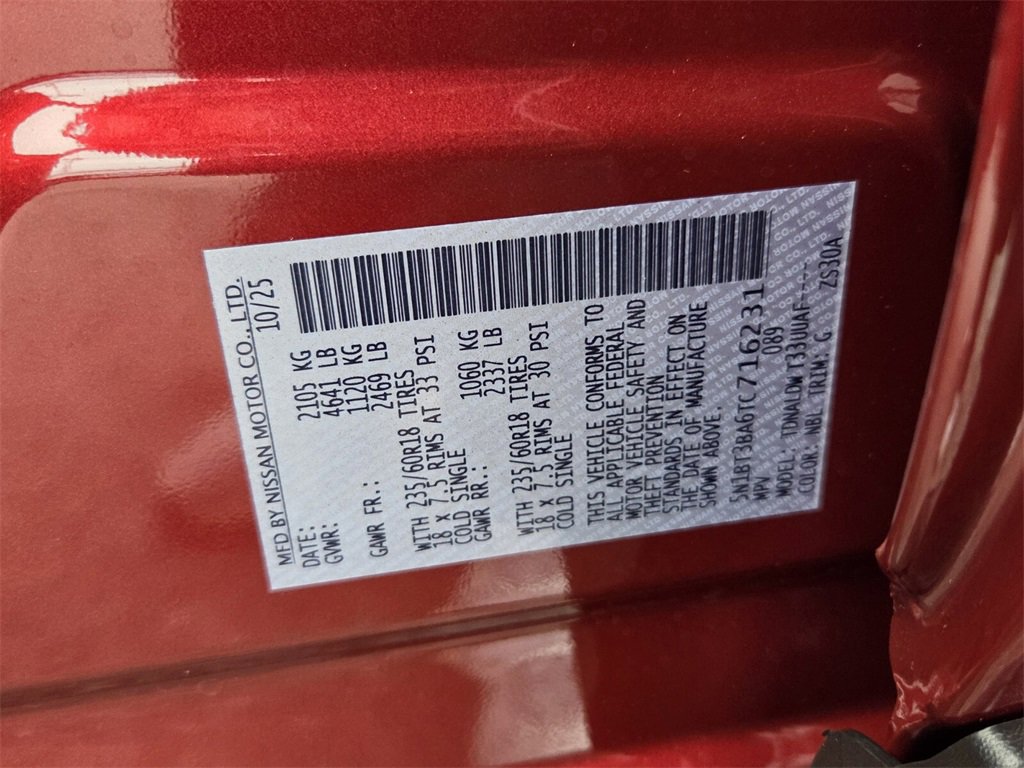 MFD BY NISSAN MOTOR CO., LTD.
DATE: 10/25
GVWR: 2105 KG
4641 LB
GAWR FR.: 1120 KG
2469 LB
WITH 235/60R18 TIRES
18 X 7.5 RIMS AT 33 PSI
COLD SINGLE
GAWR RR.: 1060 KG
2337 LB
WITH 235/60R18 TIRES
18 X 7.5 RIMS AT 30 PSI
COLD SINGLE
THIS VEHICLE CONFORMS TO
ALL APPLICABLE FEDERAL
MOTOR VEHICLE SAFETY AND
THEFT PREVENTION
STANDARDS IN EFFECT ON
THE DATE OF MANUFACTURE
SHOWN ABOVE.
5N1BT3BA6TC716231
MPV 089
MODEL: TDNALDW T33UUAF----
COLOR: NBL TRIM: G ZS30A